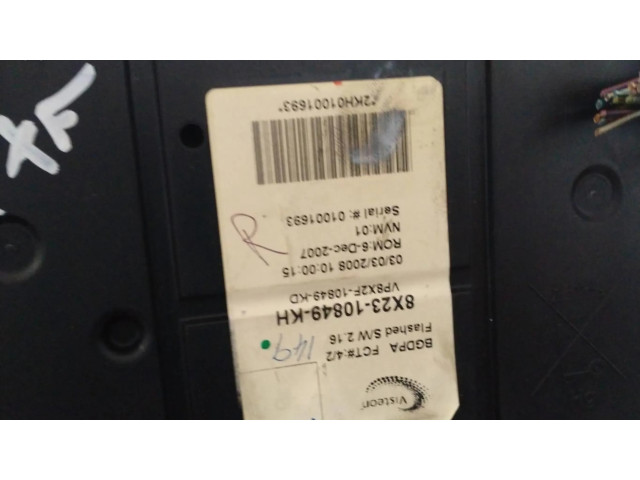 Visteon
BGDPA FCT#:4/2
Flashed S/W 2.16
149
8X23-10849-KH
VP8X2F-10849-KD
03/03/2008 10:00:15
ROM:6-Dec-2007
NVM:01
Serial #: 01001693
R
*2KH01001693*
XF